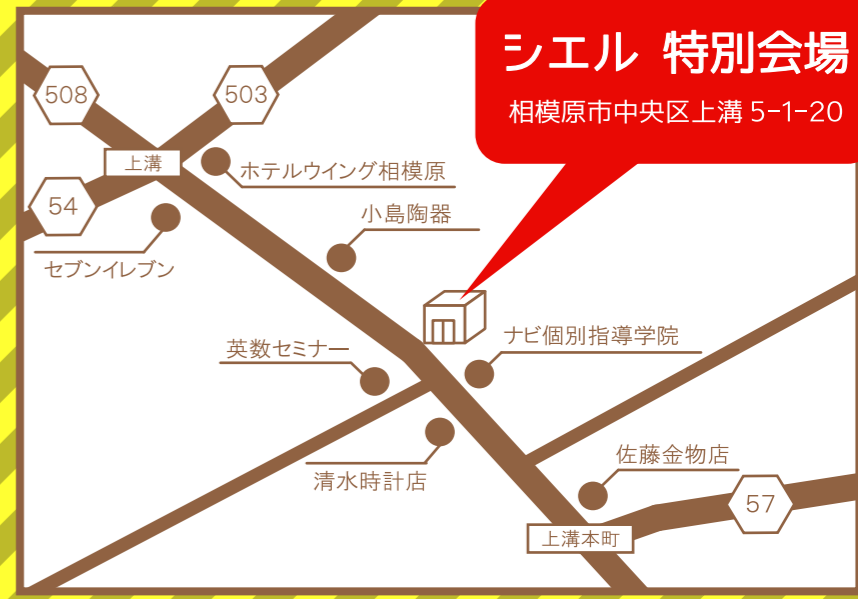 シエル 特別会場
相模原市中央区上溝 5-1-20
508
503
上溝
ホテルウイング相模原
54
小島陶器
セブンイレブン
英数セミナー
ナビ個別指導学院
清水時計店
佐藤金物店
57
上溝本町